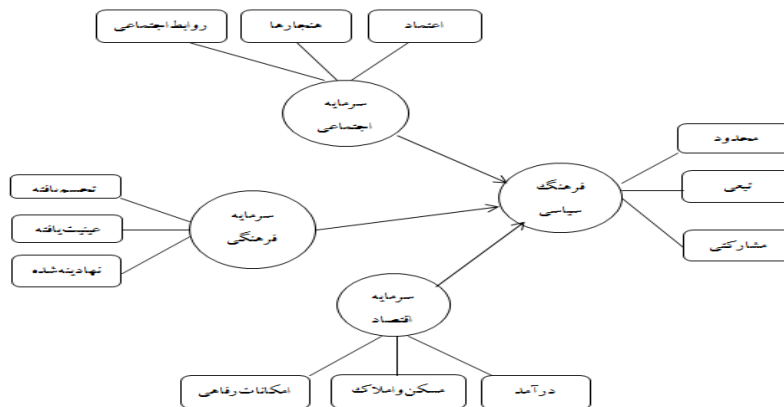 اعتماد
هنجارها
روابط اجتماعی
سرمایه
اجتماعی
محدود
تبعی
مشارکتی
فرهنگ
سیاسی
سرمایه
فرهنگی
تجسم‌یافته
عینیت‌یافته
نهادینه‌شده
سرمایه
اقتصاد
درآمد
مسکن و املاک
امکانات رفاهی